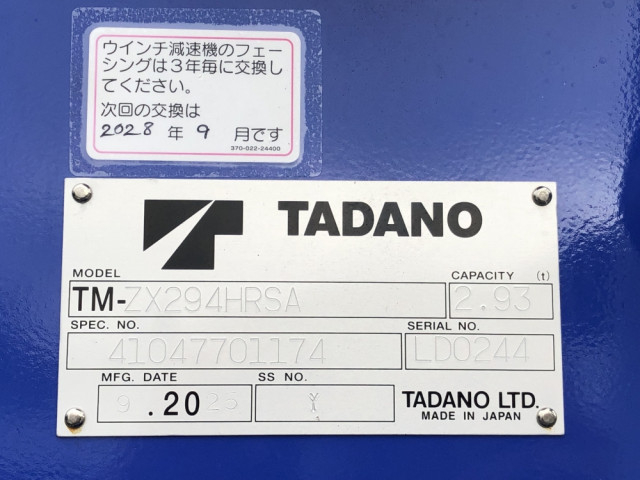 ウインチ減速機のフェー
シングは3年毎に交換し
てください。
次回の交換は
2028 年 9 月です
370-022-24400
TADANO
MODEL
CAPACITY (t)
TM-ZX294HRSA
2.93
SPEC. NO.
SERIAL NO.
41047701174
LD0244
MFG. DATE
SS NO.
9 .2025
Y
TADANO LTD.
MADE IN JAPAN